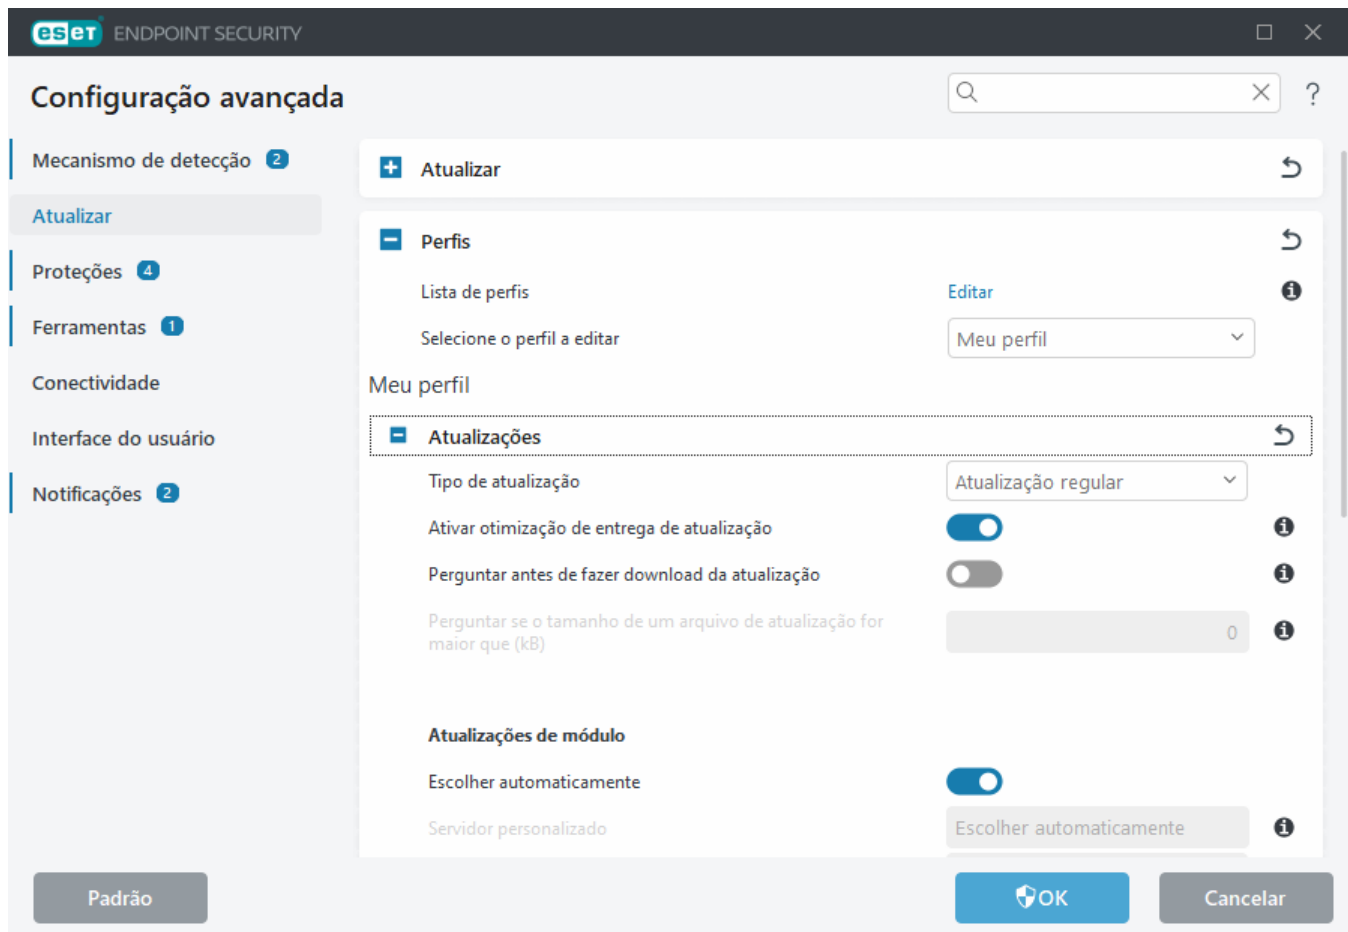 eset ENDPOINT SECURITY
Configuração avançada
?
Mecanismo de detecção 2
Atualizar
Proteções 4
Ferramentas 1
Conectividade
Interface do usuário
Notificações 2
Atualizar
Perfis
Lista de perfis
Editar
Selecione o perfil a editar
Meu perfil
Meu perfil
Atualizações
Tipo de atualização
Atualização regular
Ativar otimização de entrega de atualização
Perguntar antes de fazer download da atualização
Perguntar se o tamanho de um arquivo de atualização for
maior que (kB)
0
Atualizações de módulo
Escolher automaticamente
Servidor personalizado
Escolher automaticamente
Padrão
OK
Cancelar